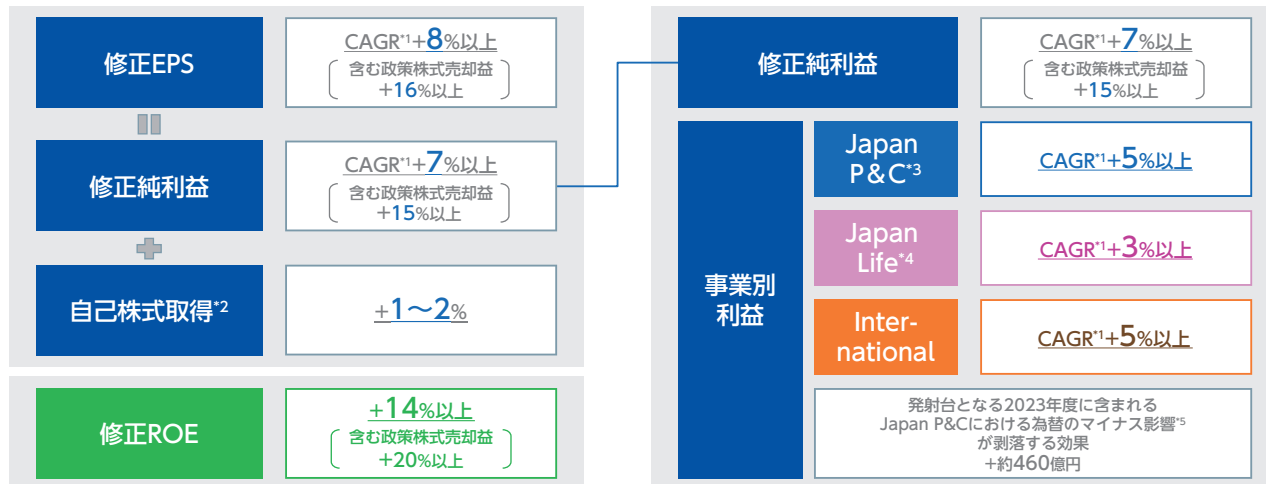 修正EPS
CAGR*1+8%以上
含む政策株式売却益
+16%以上
修正純利益
CAGR*1+7%以上
含む政策株式売却益
+15%以上
自己株式取得*2
+1〜2%
修正ROE
+14%以上
含む政策株式売却益
+20%以上
修正純利益
CAGR*1+7%以上
含む政策株式売却益
+15%以上
事業別
利益
Japan
P&C*3
CAGR*1+5%以上
Japan
Life*4
CAGR*1+3%以上
Inter-
national
CAGR*1+5%以上
発射台となる2023年度に含まれる
Japan P&Cにおける為替のマイナス影響*5
が剥落する効果
+約460億円